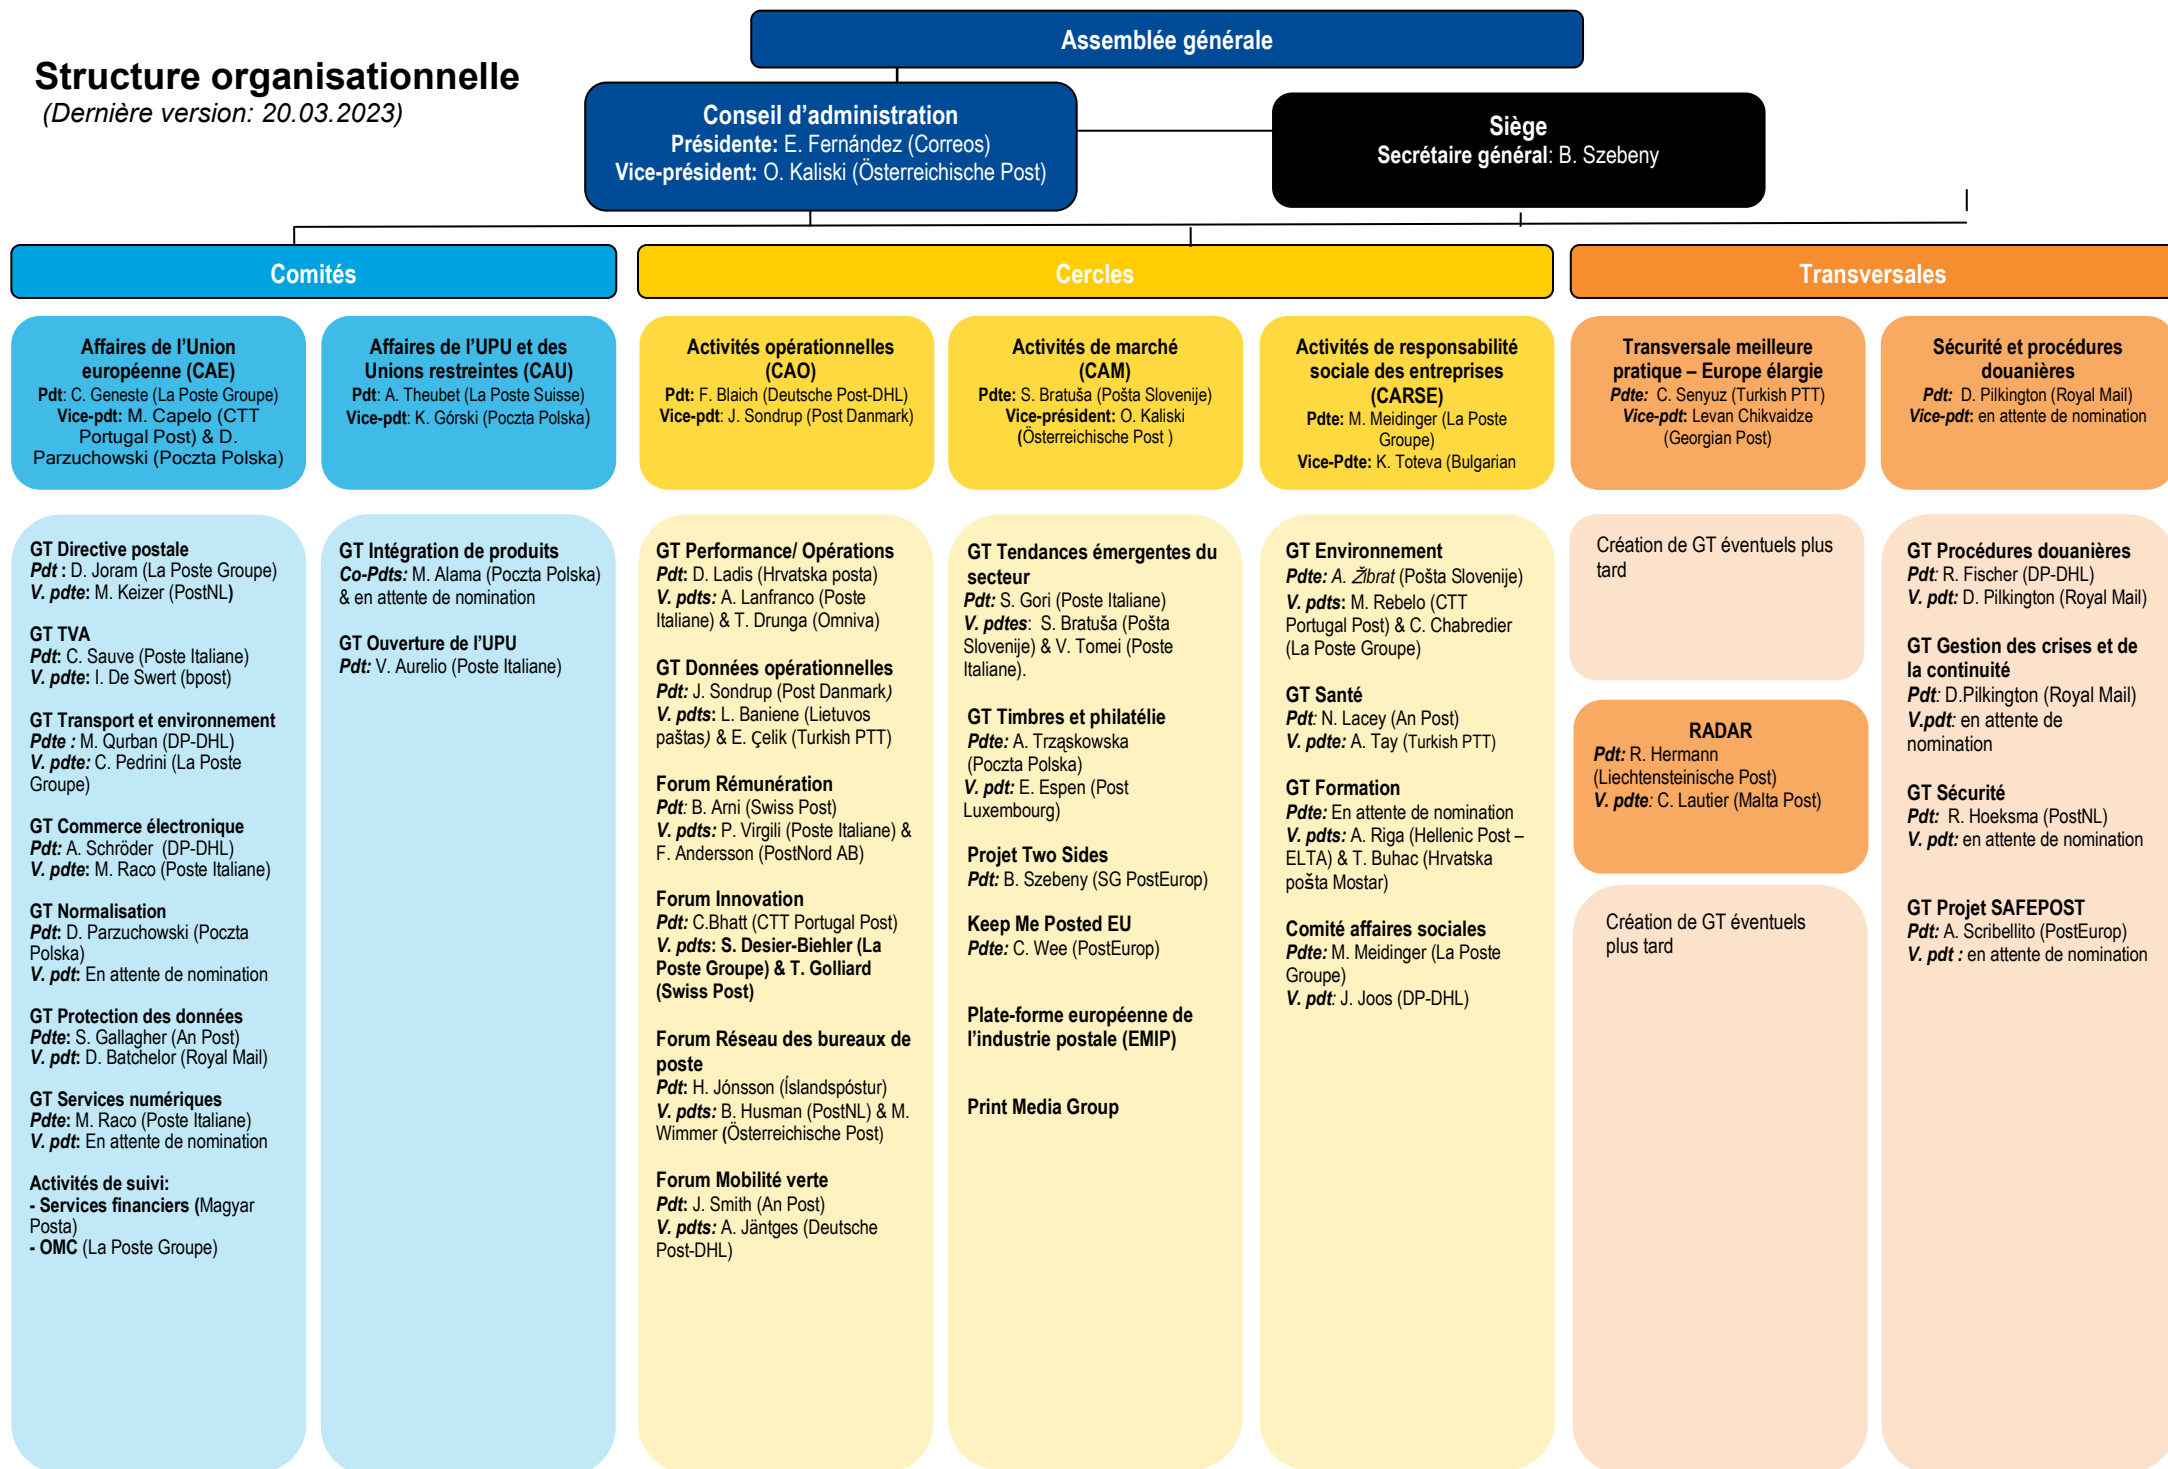 Structure organisationnelle
(Dernière version: 20.03.2023)
Assemblée générale
Conseil d’administration
Présidente: E. Fernández (Correos)
Vice-président: O. Kaliski (Österreichische Post)
Siège
Secrétaire général: B. Szebeny
Comités
Cercles
Transversales
Affaires de l’Union
européenne (CAE)
Pdt: C. Geneste (La Poste Groupe)
Vice-pdt: M. Capelo (CTT
Portugal Post) & D.
Parzuchowski (Poczta Polska)
Affaires de l’UPU et des
Unions restreintes (CAU)
Pdt: A. Theubet (La Poste Suisse)
Vice-pdt: K. Górski (Poczta Polska)
Activités opérationnelles
(CAO)
Pdt: F. Blaich (Deutsche Post-DHL)
Vice-pdt: J. Sondrup (Post Danmark)
Activités de marché
(CAM)
Pdte: S. Bratuša (Pošta Slovenije)
Vice-président: O. Kaliski
(Österreichische Post )
Activités de responsabilité
sociale des entreprises
(CARSE)
Pdte: M. Meidinger (La Poste
Groupe)
Vice-Pdte: K. Toteva (Bulgarian
Transversale meilleure
pratique – Europe élargie
Pdte: C. Senyuz (Turkish PTT)
Vice-pdt: Levan Chikvaidze
(Georgian Post)
Sécurité et procédures
douanières
Pdt: D. Pilkington (Royal Mail)
Vice-pdt: en attente de nomination
GT Directive postale
Pdt : D. Joram (La Poste Groupe)
V. pdte: M. Keizer (PostNL)
GT TVA
Pdt: C. Sauve (Poste Italiane)
V. pdte: I. De Swert (bpost)
GT Transport et environnement
Pdte : M. Qurban (DP-DHL)
V. pdte: C. Pedrini (La Poste
Groupe)
GT Commerce électronique
Pdt: A. Schröder (DP-DHL)
V. pdte: M. Raco (Poste Italiane)
GT Normalisation
Pdt: D. Parzuchowski (Poczta
Polska)
V. pdt: En attente de nomination
GT Protection des données
Pdte: S. Gallagher (An Post)
V. pdt: D. Batchelor (Royal Mail)
GT Services numériques
Pdte: M. Raco (Poste Italiane)
V. pdt: En attente de nomination
Activités de suivi:
- Services financiers (Magyar
Posta)
- OMC (La Poste Groupe)
GT Intégration de produits
Co-Pdts: M. Alama (Poczta Polska)
& en attente de nomination
GT Ouverture de l’UPU
Pdt: V. Aurelio (Poste Italiane)
GT Performance/ Opérations
Pdt: D. Ladis (Hrvatska posta)
V. pdts: A. Lanfranco (Poste
Italiane) & T. Drunga (Omniva)
GT Données opérationnelles
Pdt: J. Sondrup (Post Danmark)
V. pdts: L. Baniene (Lietuvos
paštas) & E. Çelik (Turkish PTT)
Forum Rémunération
Pdt: B. Arni (Swiss Post)
V. pdts: P. Virgili (Poste Italiane) &
F. Andersson (PostNord AB)
Forum Innovation
Pdt: C.Bhatt (CTT Portugal Post)
V. pdts: S. Desier-Biehler (La
Poste Groupe) & T. Golliard
(Swiss Post)
Forum Réseau des bureaux de
poste
Pdt: H. Jónsson (Íslandspóstur)
V. pdts: B. Husman (PostNL) & M.
Wimmer (Österreichische Post)
Forum Mobilité verte
Pdt: J. Smith (An Post)
V. pdts: A. Jäntges (Deutsche
Post-DHL)
GT Tendances émergentes du
secteur
Pdt: S. Gori (Poste Italiane)
V. pdtes: S. Bratuša (Pošta
Slovenije) & V. Tomei (Poste
Italiane).
GT Timbres et philatélie
Pdte: A. Trząskowska
(Poczta Polska)
V. pdt: E. Espen (Post
Luxembourg)
Projet Two Sides
Pdt: B. Szebeny (SG PostEurop)
Keep Me Posted EU
Pdte: C. Wee (PostEurop)
Plate-forme européenne de
l’industrie postale (EMIP)
Print Media Group
GT Environnement
Pdte: A. Žibrat (Pošta Slovenije)
V. pdts: M. Rebelo (CTT
Portugal Post) & C. Chabredier
(La Poste Groupe)
GT Santé
Pdt: N. Lacey (An Post)
V. pdte: A. Tay (Turkish PTT)
GT Formation
Pdte: En attente de nomination
V. pdts: A. Riga (Hellenic Post –
ELTA) & T. Buhac (Hrvatska
pošta Mostar)
Comité affaires sociales
Pdte: M. Meidinger (La Poste
Groupe)
V. pdt: J. Joos (DP-DHL)
Création de GT éventuels plus
tard
RADAR
Pdt: R. Hermann
(Liechtensteinische Post)
V. pdte: C. Lautier (Malta Post)
Création de GT éventuels
plus tard
GT Procédures douanières
Pdt: R. Fischer (DP-DHL)
V. pdt: D. Pilkington (Royal Mail)
GT Gestion des crises et de
la continuité
Pdt: D.Pilkington (Royal Mail)
V.pdt: en attente de
nomination
GT Sécurité
Pdt: R. Hoeksma (PostNL)
V. pdt: en attente de nomination
GT Projet SAFEPOST
Pdt: A. Scribellito (PostEurop)
V. pdt : en attente de nomination